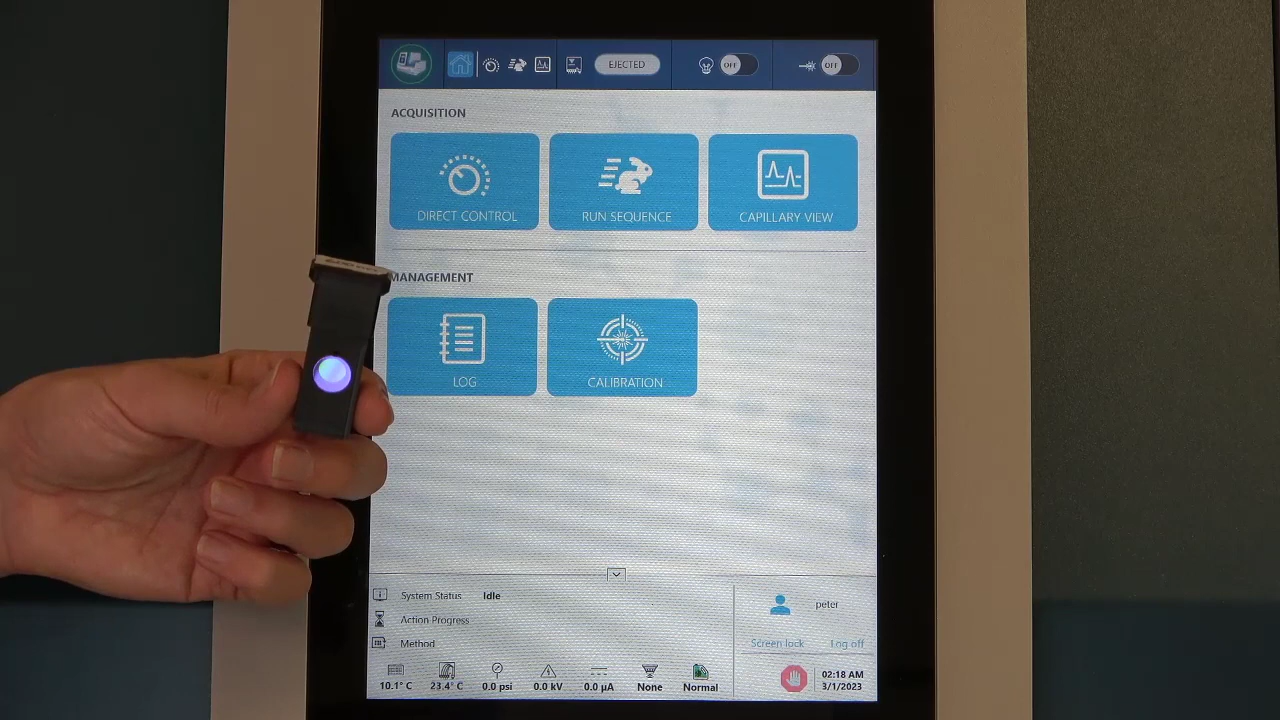 EJECTED
OFF
OFF
ACQUISITION
DIRECT CONTROL
RUN SEQUENCE
CAPILLARY VIEW
MANAGEMENT
LOG
CALIBRATION
System Status
Idle
Action Progress
Method
peter
Screen lock
Log off
10.1° C
23.4° C
0.0 psi
0.0 kV
0.0 µA
None
Normal
02:18 AM
3/1/2023